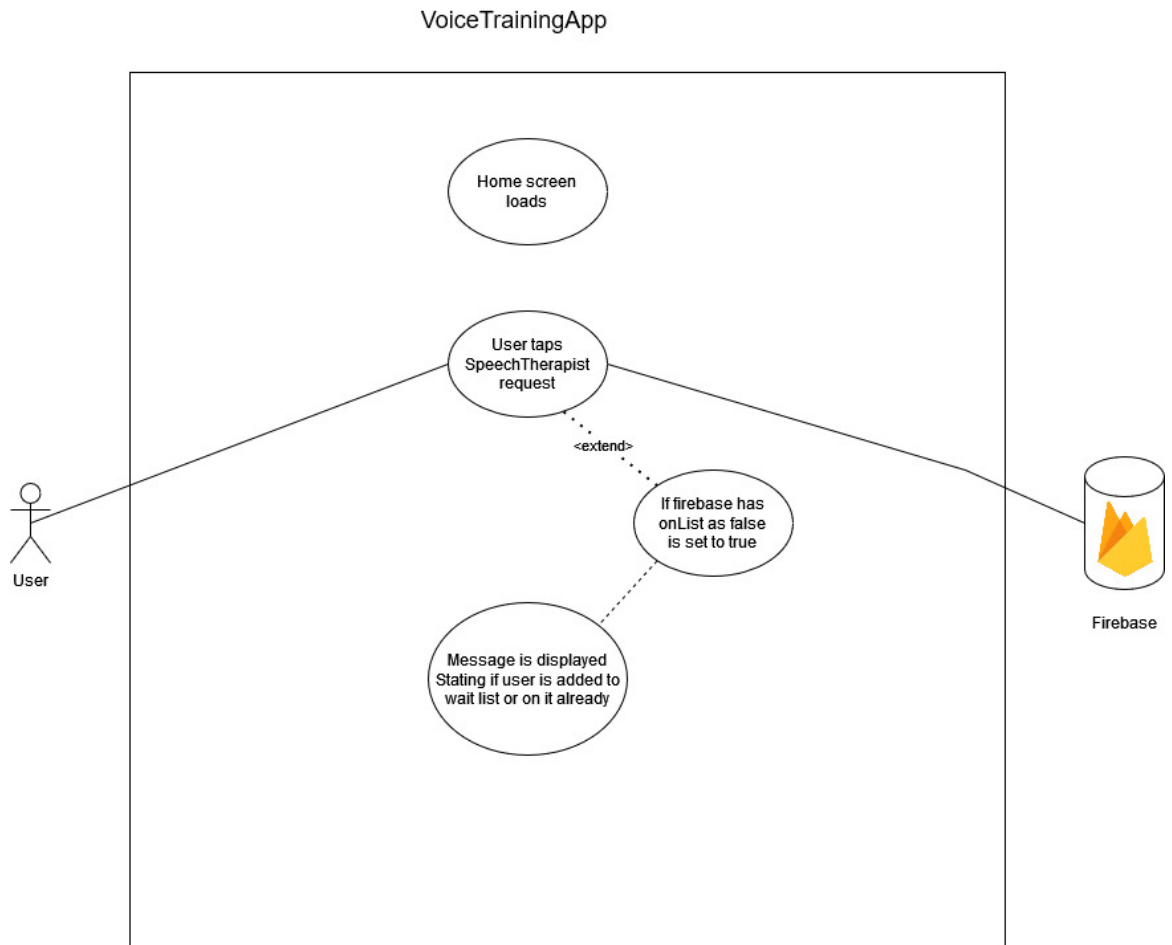 VoiceTrainingApp
Home screen
loads
User taps
SpeechTherapist
request
<extend>
If firebase has
onList as false
is set to true
User
Firebase
Message is displayed
Stating if user is added to
wait list or on it already